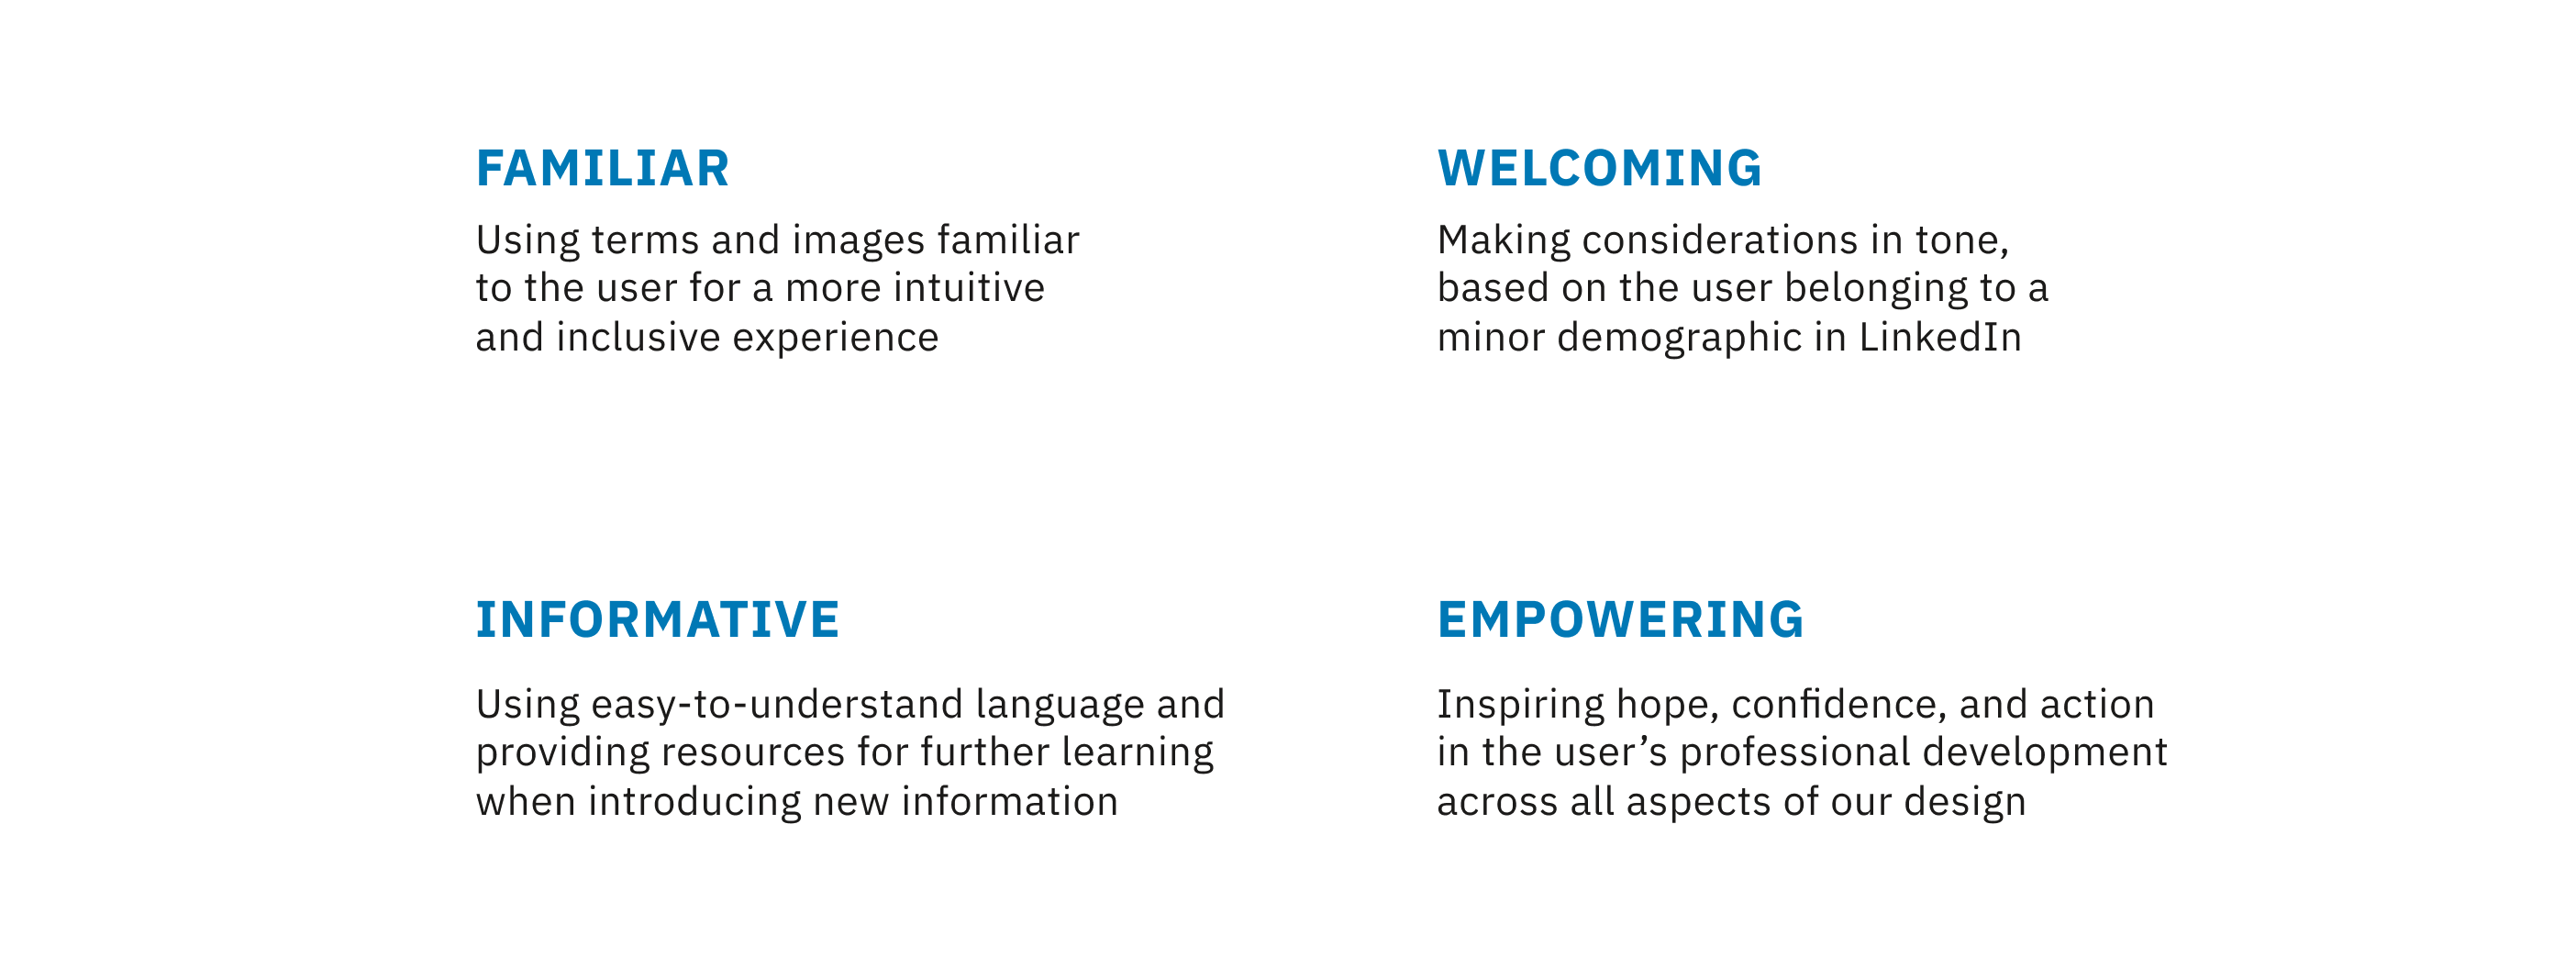 FAMILIAR
Using terms and images familiar
to the user for a more intuitive
and inclusive experience
WELCOMING
Making considerations in tone,
based on the user belonging to a
minor demographic in LinkedIn
INFORMATIVE
Using easy-to-understand language and
providing resources for further learning
when introducing new information
EMPOWERING
Inspiring hope, confidence, and action
in the user’s professional development
across all aspects of our design